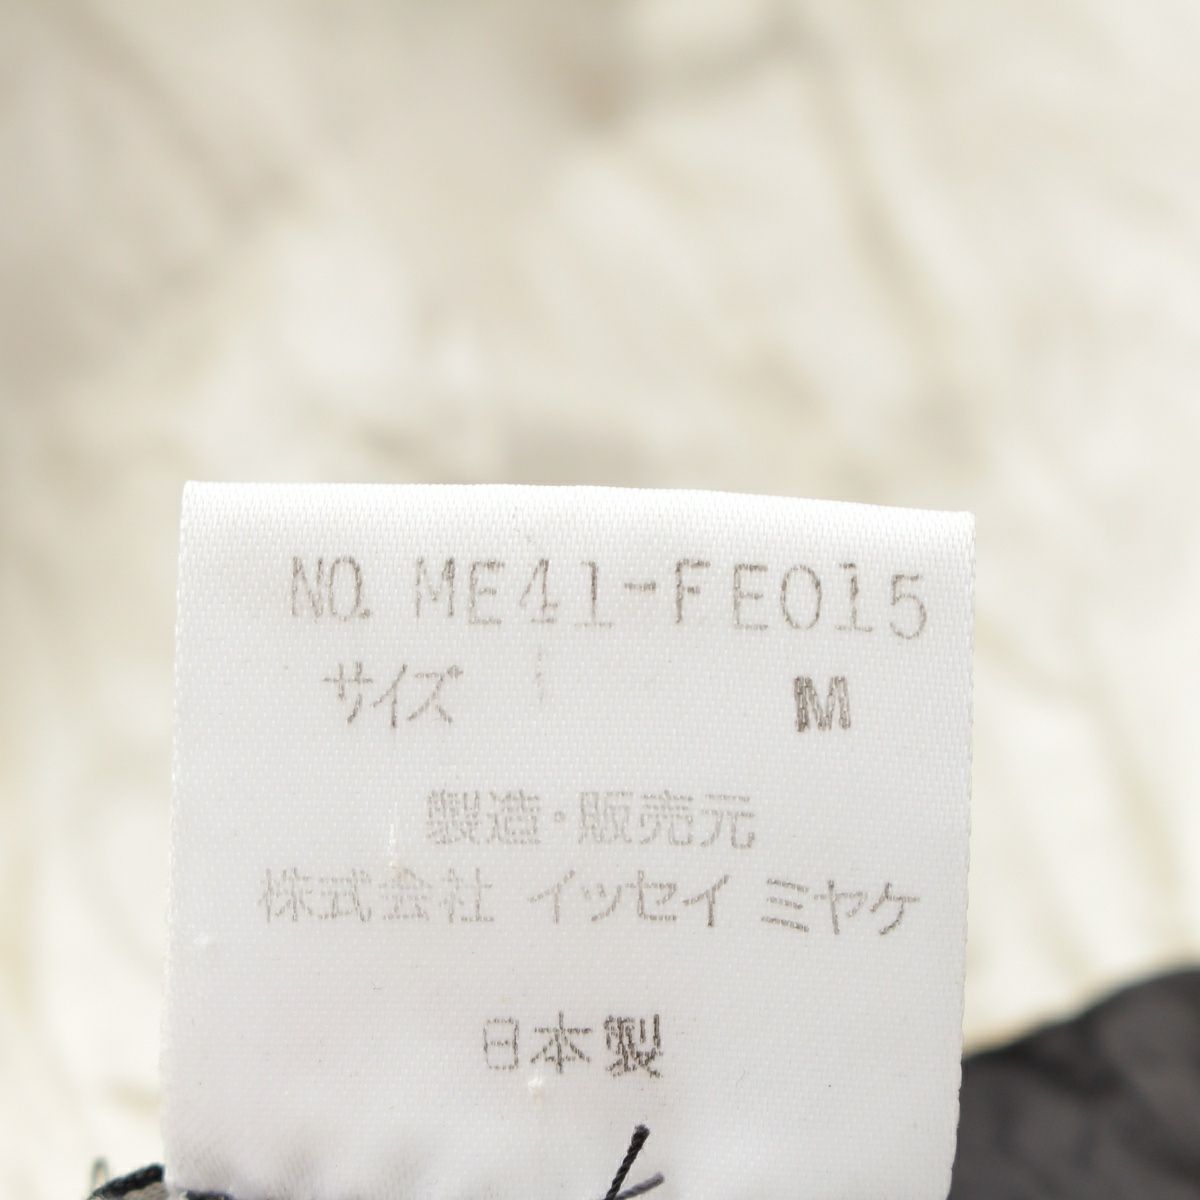 NO. ME41-FE015
サイズ M
製造・販売元
株式会社 イッセイ ミヤケ
日本製